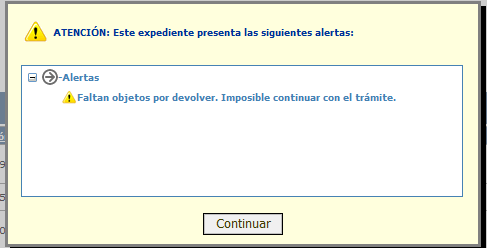 ATENCIÓN: Este expediente presenta las siguientes alertas:
Alertas
Faltan objetos por devolver. Imposible continuar con el trámite.
Continuar